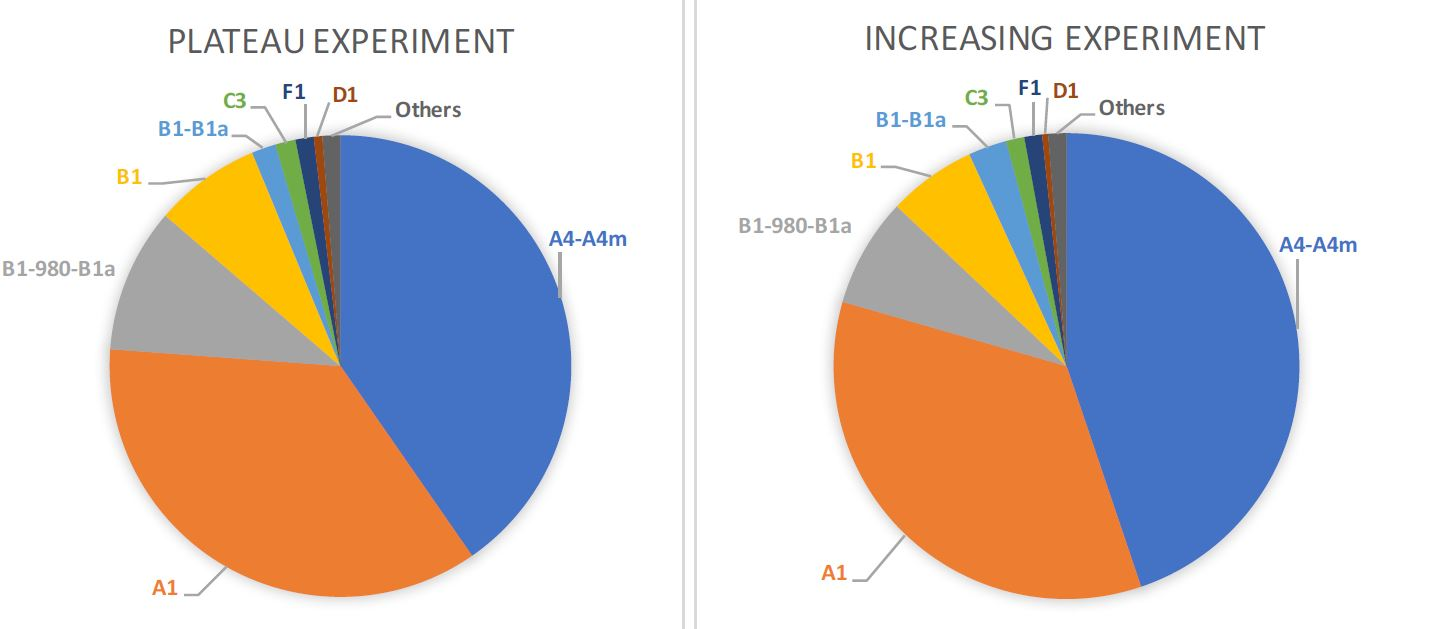 PLATEAU EXPERIMENT
C3
F1
D1
Others
B1-B1a
B1
A4-A4m
B1-980-B1a
A1
INCREASING EXPERIMENT
C3
F1
D1
Others
B1-B1a
B1
B1-980-B1a
A4-A4m
A1